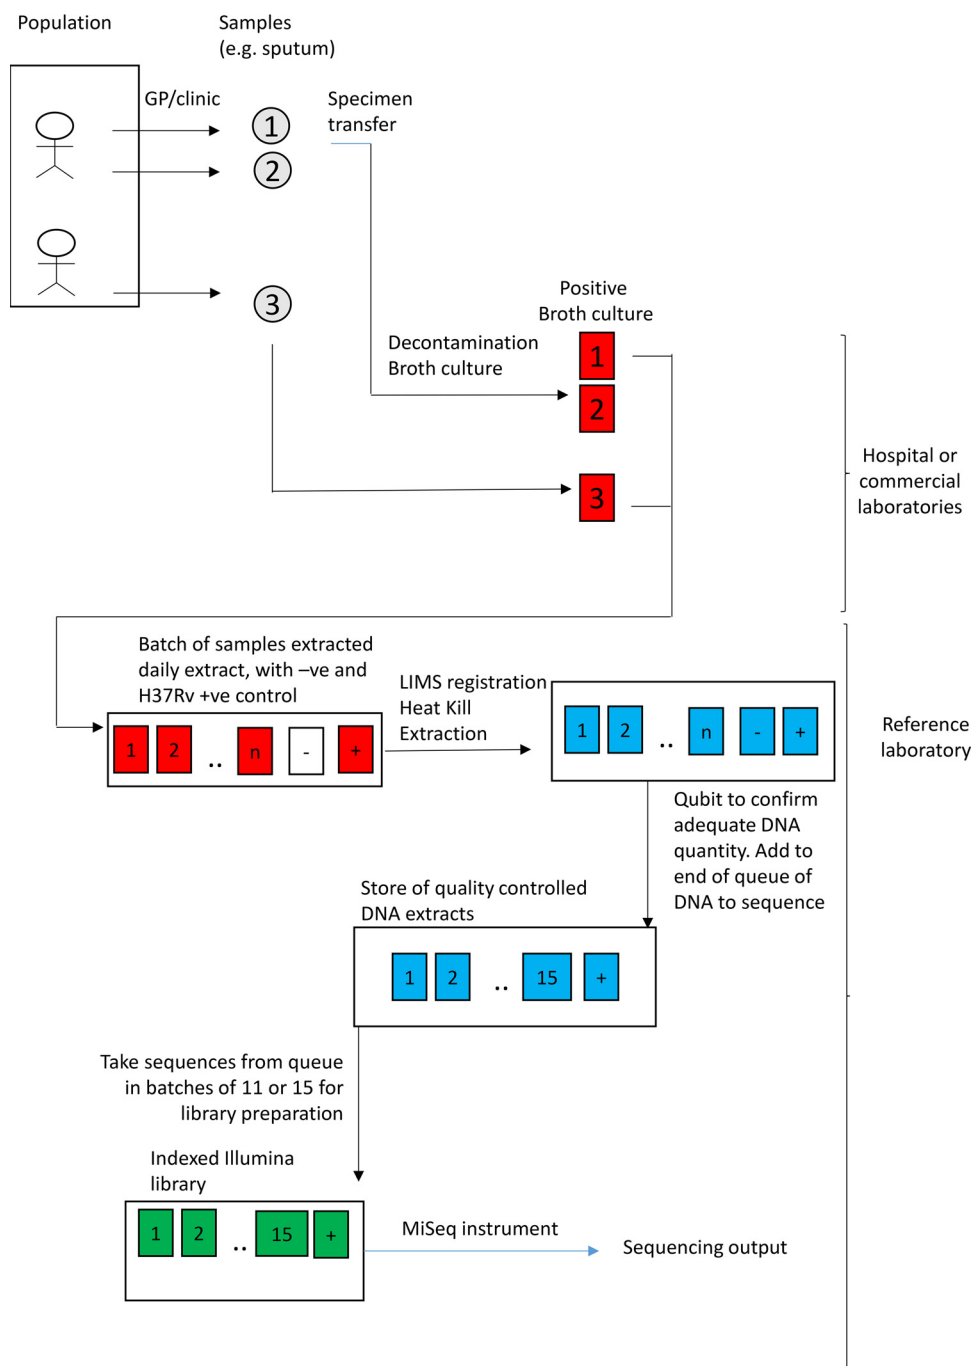 Population
Samples
(e.g. sputum)
GP/clinic
Specimen
transfer
1
2
3
Positive
Broth culture
Decontamination
Broth culture
1
2
3
Hospital or
commercial
laboratories
Batch of samples extracted
daily extract, with –ve and
H37Rv +ve control
1 2 .. n - +
LIMS registration
Heat Kill
Extraction
1 2 .. n - +
Reference
laboratory
Qubit to confirm
adequate DNA
quantity. Add to
end of queue of
DNA to sequence
Store of quality controlled
DNA extracts
1 2 .. 15 +
Take sequences from queue
in batches of 11 or 15 for
library preparation
Indexed Illumina
library
1 2 .. 15 +
MiSeq instrument
Sequencing output